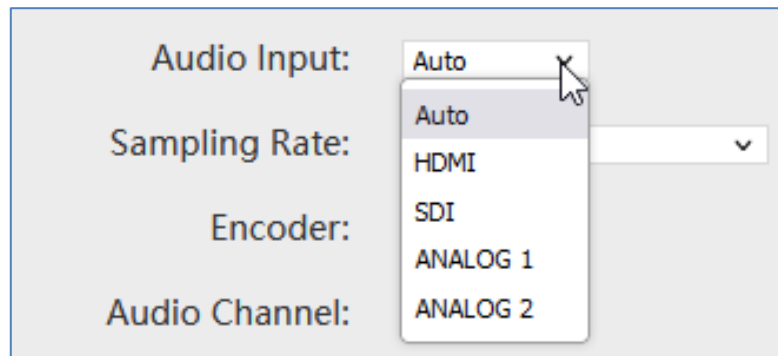 Audio Input: Auto
Auto
Sampling Rate:
HDMI
SDI
Encoder:
ANALOG 1
Audio Channel: ANALOG 2